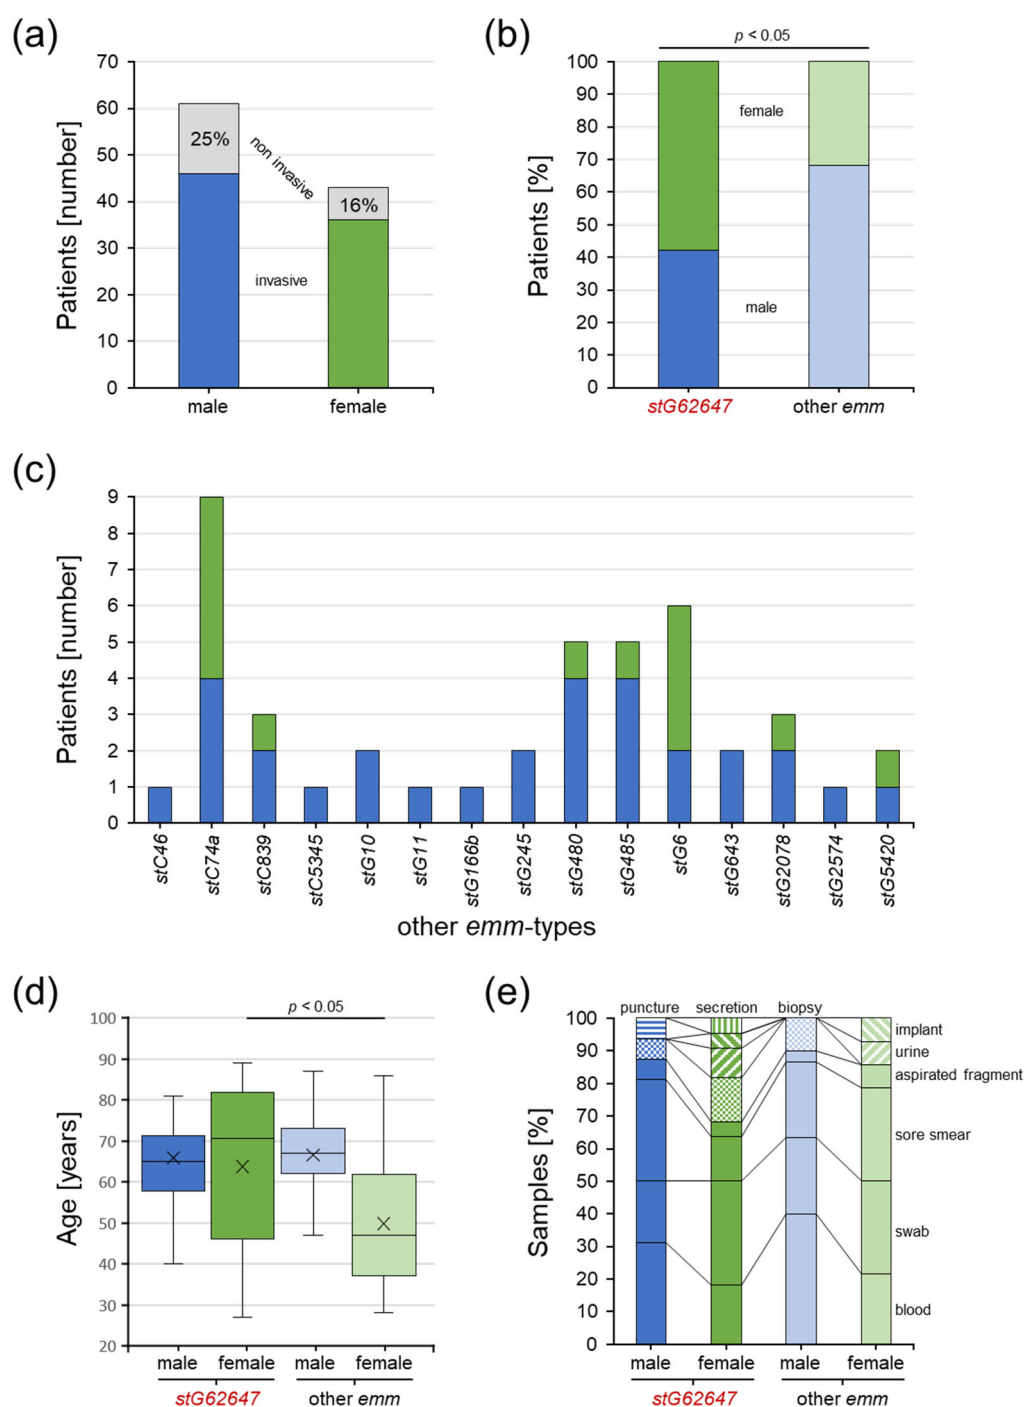 (a)
Patients [number]
70
60
50
40
30
20
10
0
25%
16%
non invasive
invasive
male
female
(b)
p < 0.05
Patients [%]
100
90
80
70
60
50
40
30
20
10
0
female
male
stG62647
other emm
(c)
Patients [number]
9
8
7
6
5
4
3
2
1
0
stC46
stC74a
stC839
stC5345
stG10
stG11
stG166b
stG245
stG480
stG485
stG6
stG643
stG2078
stG2574
stG5420
other emm-types
(d)
p < 0.05
Age [years]
100
90
80
70
60
50
40
30
20
male
female
male
female
stG62647
other emm
(e)
puncture
secretion
biopsy
Samples [%]
100
90
80
70
60
50
40
30
20
10
0
implant
urine
aspirated fragment
sore smear
swab
blood
male
female
male
female
stG62647
other emm